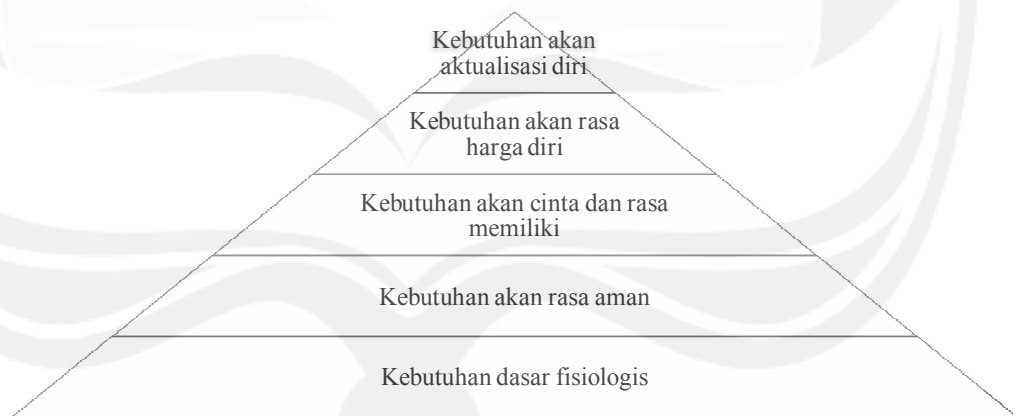 Kebutuhan akan
aktualisasi diri
Kebutuhan akan rasa
harga diri
Kebutuhan akan cinta dan rasa
memiliki
Kebutuhan akan rasa aman
Kebutuhan dasar fisiologis